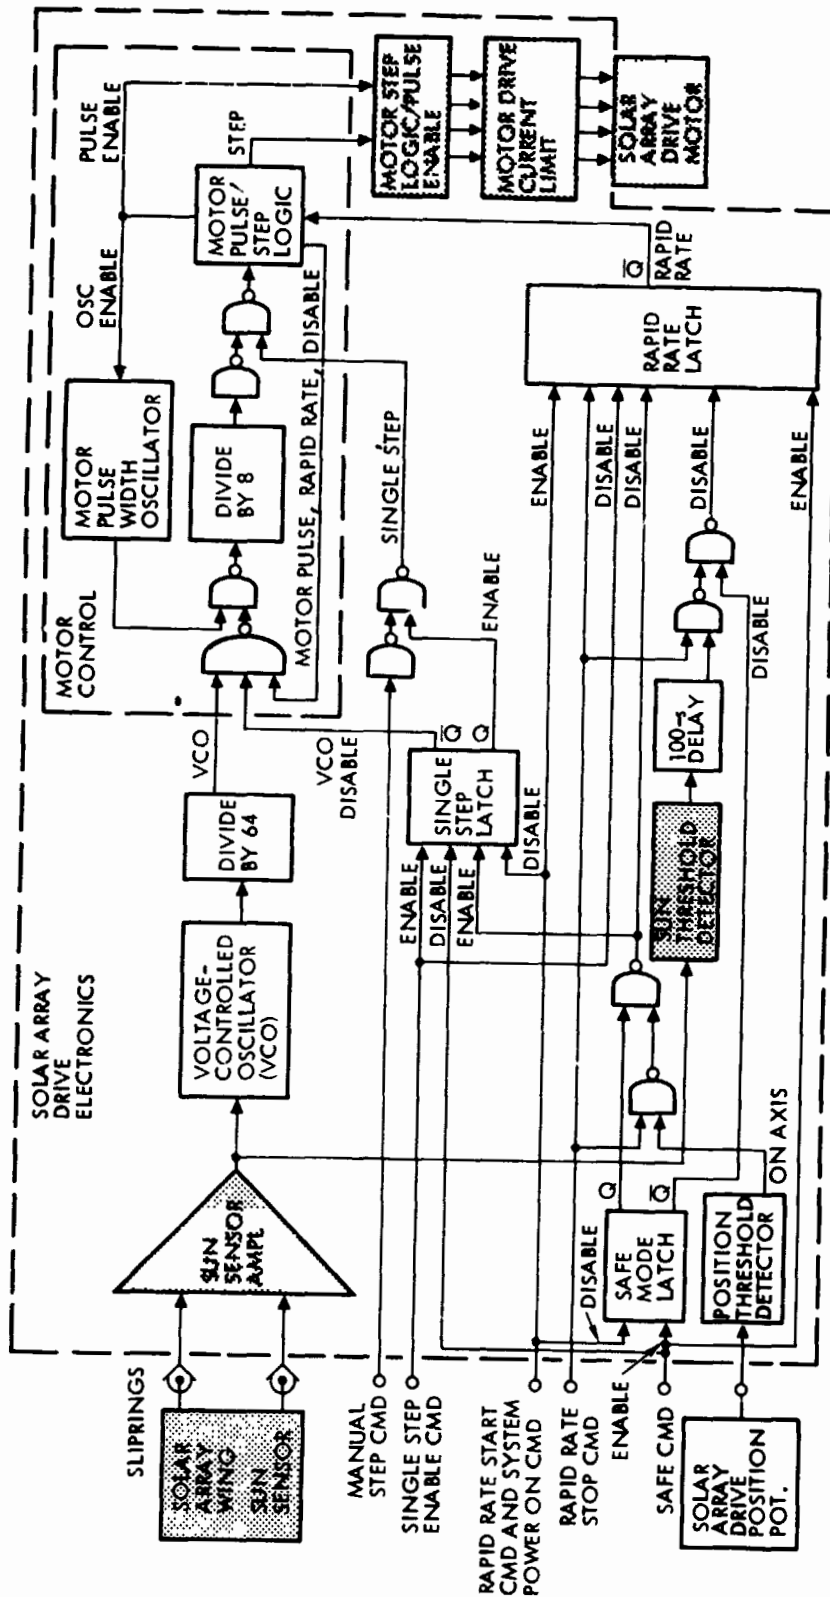 SOLAR ARRAY
DRIVE
ELECTRONICS
SLIPRINGS
SOLAR
ARRAY
WING
SUN
SENSOR
SUN
SENSOR
AMPL
VOLTAGE-
CONTROLLED
OSCILLATOR
(VCO)
DIVIDE
BY 64
VCO
VCO
DISABLE
MOTOR
CONTROL
MOTOR
PULSE
WIDTH
OSCILLATOR
DIVIDE
BY 8
OSC
ENABLE
PULSE
ENABLE
MOTOR
PULSE/
STEP
LOGIC
STEP
MOTOR PULSE, RAPID RATE, DISABLE
MOTOR STEP
LOGIC/PULSE
ENABLE
MOTOR DRIVE
CURRENT
LIMIT
SOLAR
ARRAY
DRIVE
MOTOR
MANUAL
STEP CMD
SINGLE STEP
ENABLE CMD
SINGLE STEP
ENABLE
DISABLE
ENABLE
DISABLE
SINGLE
STEP
LATCH
Q̅
Q
ENABLE
RAPID RATE START
CMD AND SYSTEM
POWER ON CMD
RAPID RATE
STOP CMD
ENABLE
SAFE CMD
DISABLE
SAFE
MODE
LATCH
Q
Q̅
SOLAR
ARRAY
DRIVE
POSITION
POT.
POSITION
THRESHOLD
DETECTOR
ON AXIS
SUN
THRESHOLD
DETECTOR
100-s
DELAY
DISABLE
ENABLE
DISABLE
DISABLE
DISABLE
ENABLE
RAPID
RATE
LATCH
Q̅
RAPID
RATE